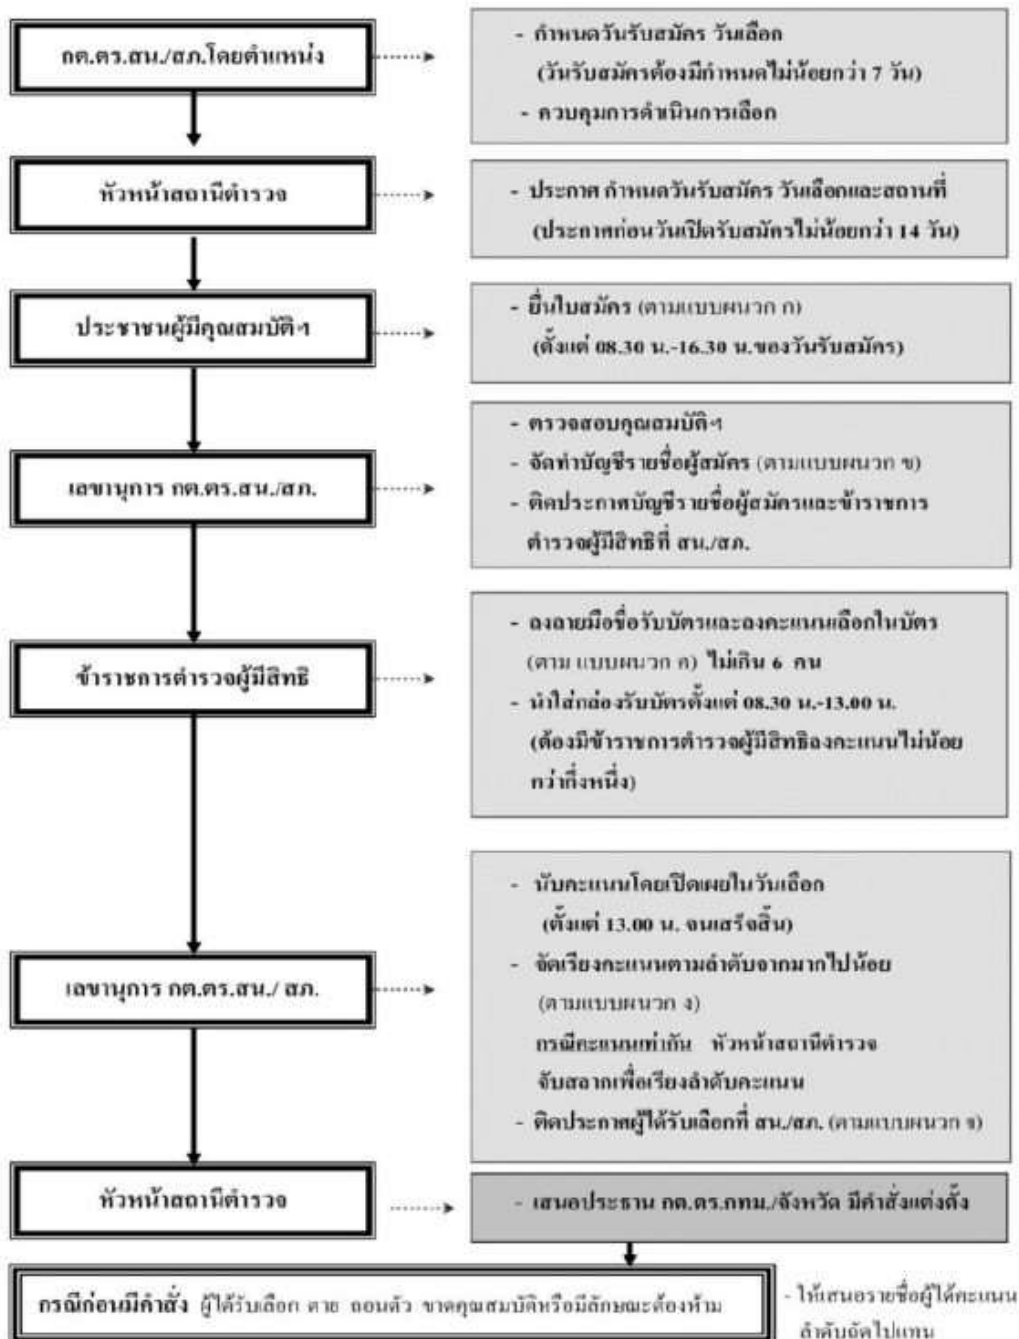 กต.ตร.สน./สภ.โดยตำแหน่ง
- กำหนดวันรับสมัคร วันเลือก
(วันรับสมัครต้องมีกำหนดไม่น้อยกว่า 7 วัน)
- ควบคุมการดำเนินการเลือก
หัวหน้าสถานีตำรวจ
- ประกาศ กำหนดวันรับสมัคร วันเลือกและสถานที่
(ประกาศก่อนวันเปิดรับสมัครไม่น้อยกว่า 14 วัน)
ประชาชนผู้มีคุณสมบัติฯ
- ยื่นใบสมัคร (ตามแบบผนวก ก)
(ตั้งแต่ 08.30 น.-16.30 น.ของวันรับสมัคร)
เลขานุการ กต.ตร.สน./สภ.
- ตรวจสอบคุณสมบัติฯ
- จัดทำบัญชีรายชื่อผู้สมัคร (ตามแบบผนวก ข)
- ติดประกาศบัญชีรายชื่อผู้สมัครและข้าราชการ
ตำรวจผู้มีสิทธิที่ สน./สภ.
ข้าราชการตำรวจผู้มีสิทธิ
- ลงลายมือชื่อรับบัตรและลงคะแนนเลือกในบัตร
(ตาม แบบผนวก ค) ไม่เกิน 6 คน
- นำใส่กล่องรับบัตรตั้งแต่ 08.30 น.-13.00 น.
(ต้องมีข้าราชการตำรวจผู้มีสิทธิลงคะแนนไม่น้อย
กว่ากึ่งหนึ่ง)
เลขานุการ กต.ตร.สน./ สภ.
- นับคะแนนโดยเปิดเผยในวันเลือก
(ตั้งแต่ 13.00 น. จนเสร็จสิ้น)
- จัดเรียงคะแนนตามลำดับจากมากไปน้อย
(ตามแบบผนวก ง)
กรณีคะแนนเท่ากัน หัวหน้าสถานีตำรวจ
จับสลากเพื่อเรียงลำดับคะแนน
- ติดประกาศผู้ได้รับเลือกที่ สน./สภ. (ตามแบบผนวก จ)
หัวหน้าสถานีตำรวจ
- เสนอประธาน กต.ตร.กทม./จังหวัด มีคำสั่งแต่งตั้ง
กรณีก่อนมีคำสั่ง ผู้ได้รับเลือก ตาย ถอนตัว ขาดคุณสมบัติหรือมีลักษณะต้องห้าม
- ให้เสนอรายชื่อผู้ได้คะแนน
ลำดับถัดไปแทน